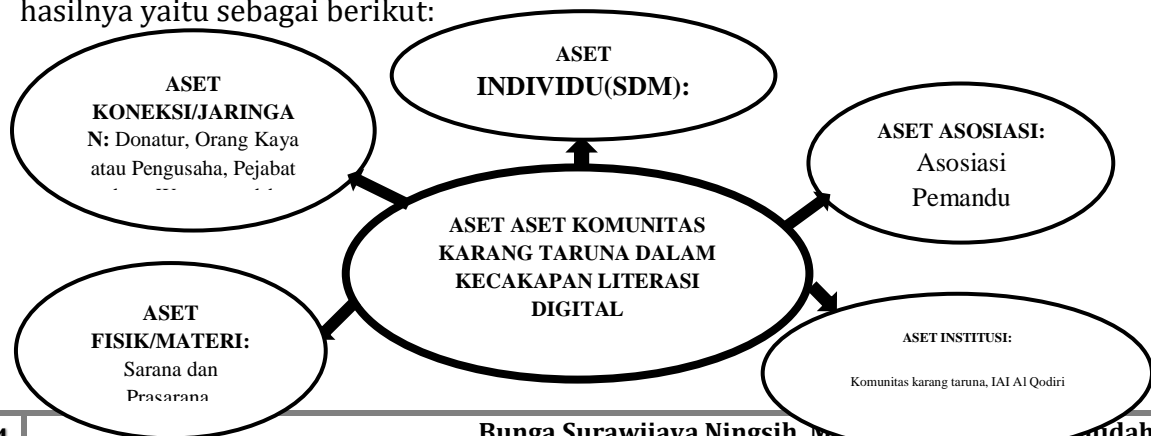 hasilnya yaitu sebagai berikut:
ASET
KONEKSI/JARINGA
N: Donatur, Orang Kaya
atau Pengusaha, Pejabat
ASET
INDIVIDU(SDM):
ASET ASOSIASI:
Asosiasi
Pemandu
ASET ASET KOMUNITAS
KARANG TARUNA DALAM
KECAKAPAN LITERASI
DIGITAL
ASET
FISIK/MATERI:
Sarana dan
Prasarana
ASET INSTITUSI:
Komunitas karang taruna, IAI Al Qodiri
Bunga Surawijaya Ningsih